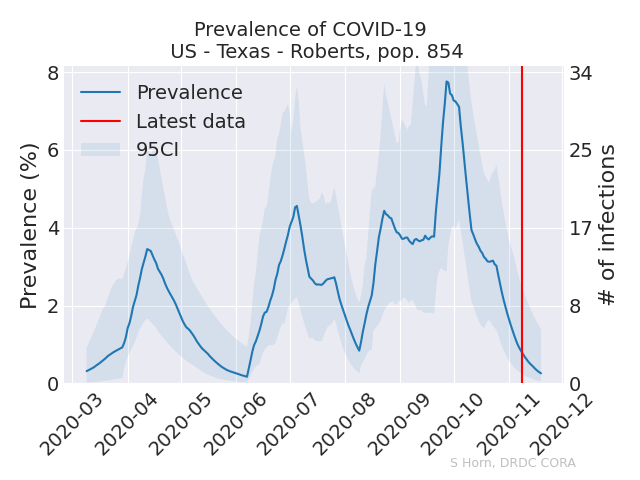 Prevalence of COVID-19
US - Texas - Roberts, pop. 854
Prevalence
Latest data
95CI
Prevalence (%)
8
6
4
2
0
# of infections
34
25
17
8
0
2020-03
2020-04
2020-05
2020-06
2020-07
2020-08
2020-09
2020-10
2020-11
2020-12
S Horn, DRDC CORA